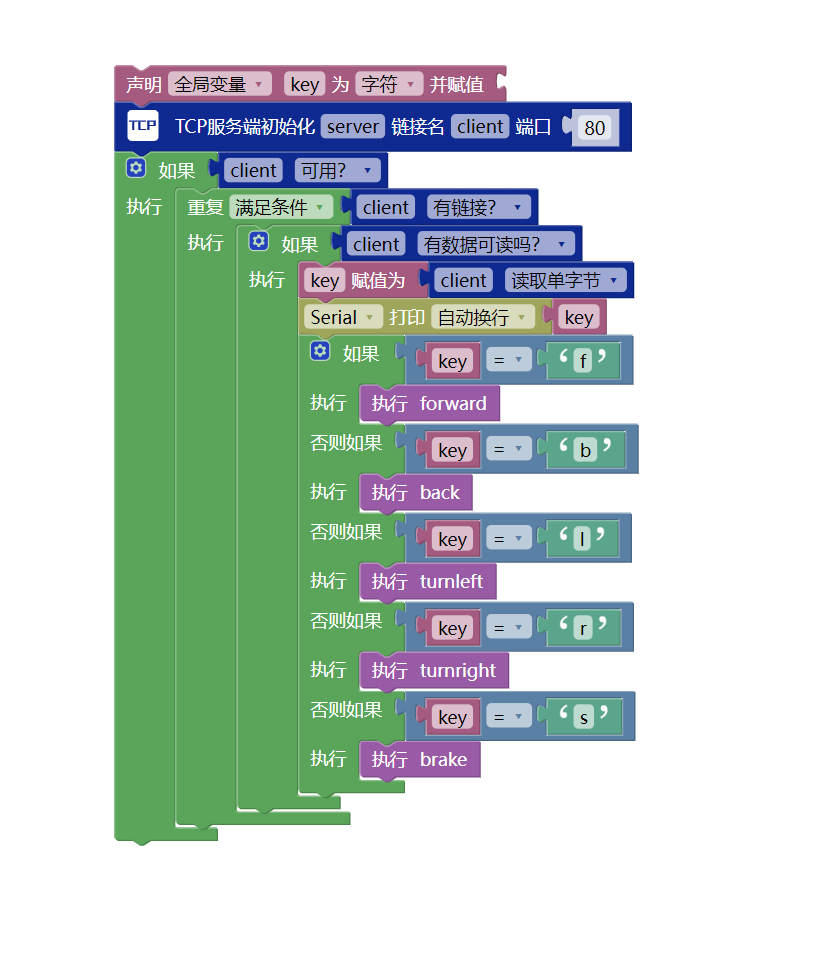 声明 全局变量 key 为 字符 并赋值
TCP TCP服务端初始化 server 链接名 client 端口 80
如果 client 可用?
执行 重复 满足条件 client 有链接?
执行 如果 client 有数据可读吗?
执行 key 赋值为 client 读取单字节
Serial 打印 自动换行 key
如果 key = ‘ f ’
执行 执行 forward
否则如果 key = ‘ b ’
执行 执行 back
否则如果 key = ‘ l ’
执行 执行 turnleft
否则如果 key = ‘ r ’
执行 执行 turnright
否则如果 key = ‘ s ’
执行 执行 brake